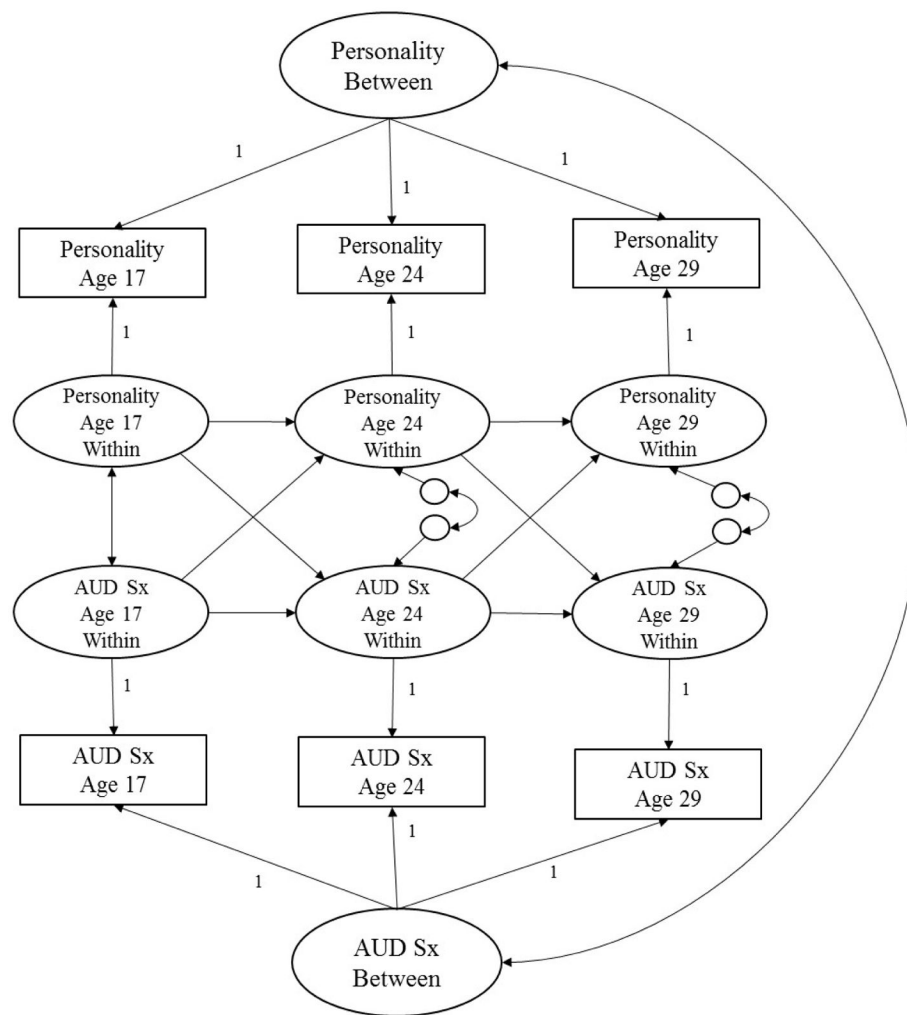 Personality
Between
1
1
1
Personality
Age 17
Personality
Age 24
Personality
Age 29
1
1
1
Personality
Age 17
Within
Personality
Age 24
Within
Personality
Age 29
Within
AUD Sx
Age 17
Within
AUD Sx
Age 24
Within
AUD Sx
Age 29
Within
1
1
1
AUD Sx
Age 17
AUD Sx
Age 24
AUD Sx
Age 29
1
1
1
AUD Sx
Between